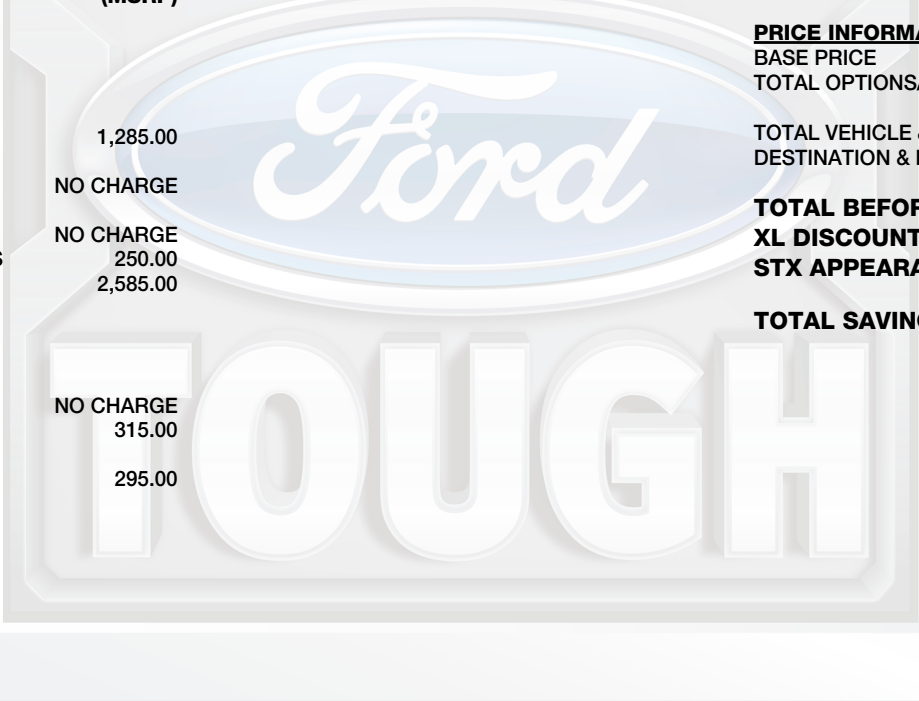 (MSRP)
1,285.00
NO CHARGE
NO CHARGE
S 250.00
2,585.00
NO CHARGE
315.00
295.00
PRICE INFORMA
BASE PRICE
TOTAL OPTIONS
TOTAL VEHICLE
DESTINATION &
TOTAL BEFOR
XL DISCOUNT
STX APPEARA
TOTAL SAVIN
Ford
TOUGH